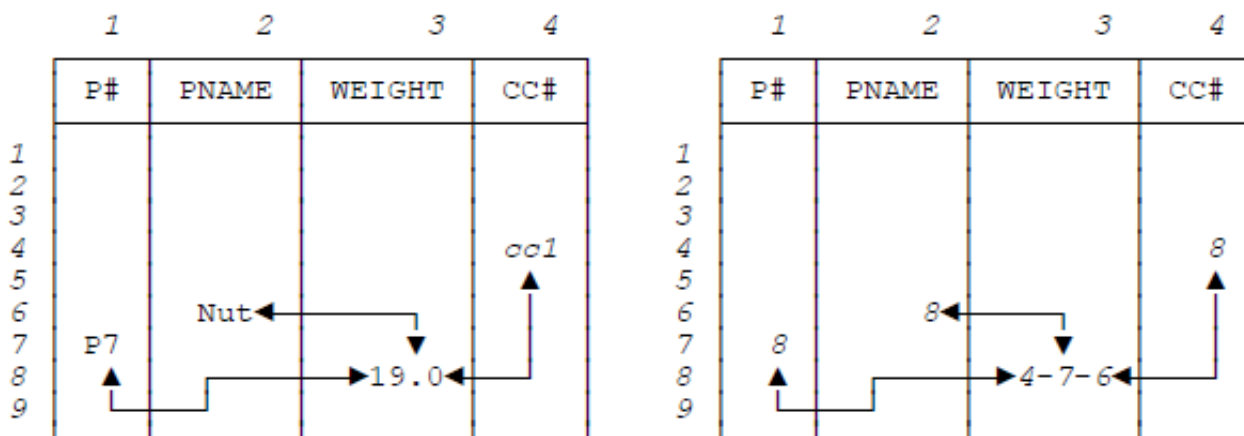 1 2 3 4 1 2 3 4
P# PNAME WEIGHT CC# P# PNAME WEIGHT CC#
1 1
2 2
3 3
4 cc1 4 8
5 5
6 Nut 6 8
7 P7 7 8
8 19.0 8 4-7-6
9 9